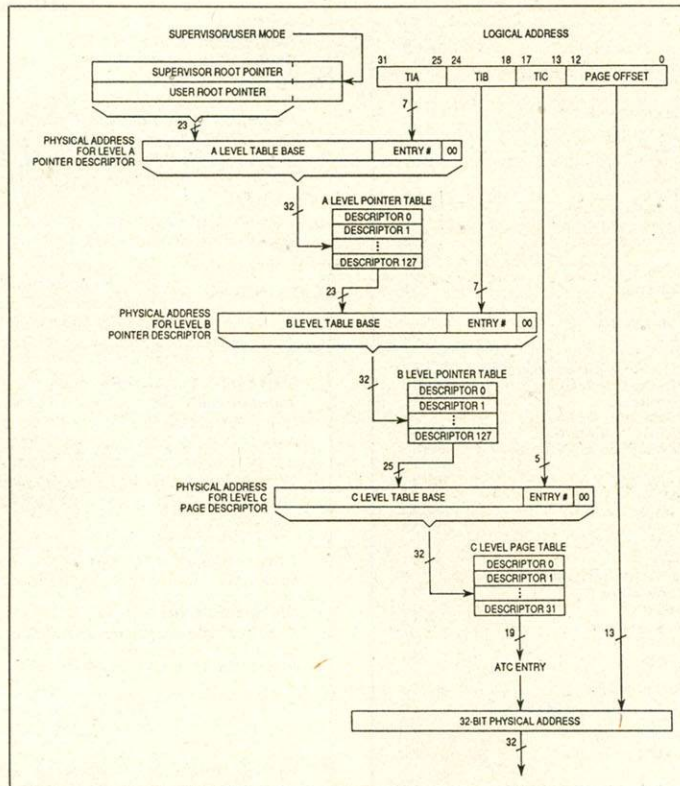 SUPERVISOR/USER MODE
LOGICAL ADDRESS
31 25 24 18 17 13 12 0
TIA TIB TIC PAGE OFFSET
SUPERVISOR ROOT POINTER
USER ROOT POINTER
23
7
PHYSICAL ADDRESS
FOR LEVEL A
POINTER DESCRIPTOR
A LEVEL TABLE BASE ENTRY # 00
32
A LEVEL POINTER TABLE
DESCRIPTOR 0
DESCRIPTOR 1
⋮
DESCRIPTOR 127
23
7
PHYSICAL ADDRESS
FOR LEVEL B
POINTER DESCRIPTOR
B LEVEL TABLE BASE ENTRY # 00
32
B LEVEL POINTER TABLE
DESCRIPTOR 0
DESCRIPTOR 1
⋮
DESCRIPTOR 127
25
5
PHYSICAL ADDRESS
FOR LEVEL C
PAGE DESCRIPTOR
C LEVEL TABLE BASE ENTRY # 00
32
C LEVEL PAGE TABLE
DESCRIPTOR 0
DESCRIPTOR 1
⋮
DESCRIPTOR 31
19
13
ATC ENTRY
32-BIT PHYSICAL ADDRESS
32